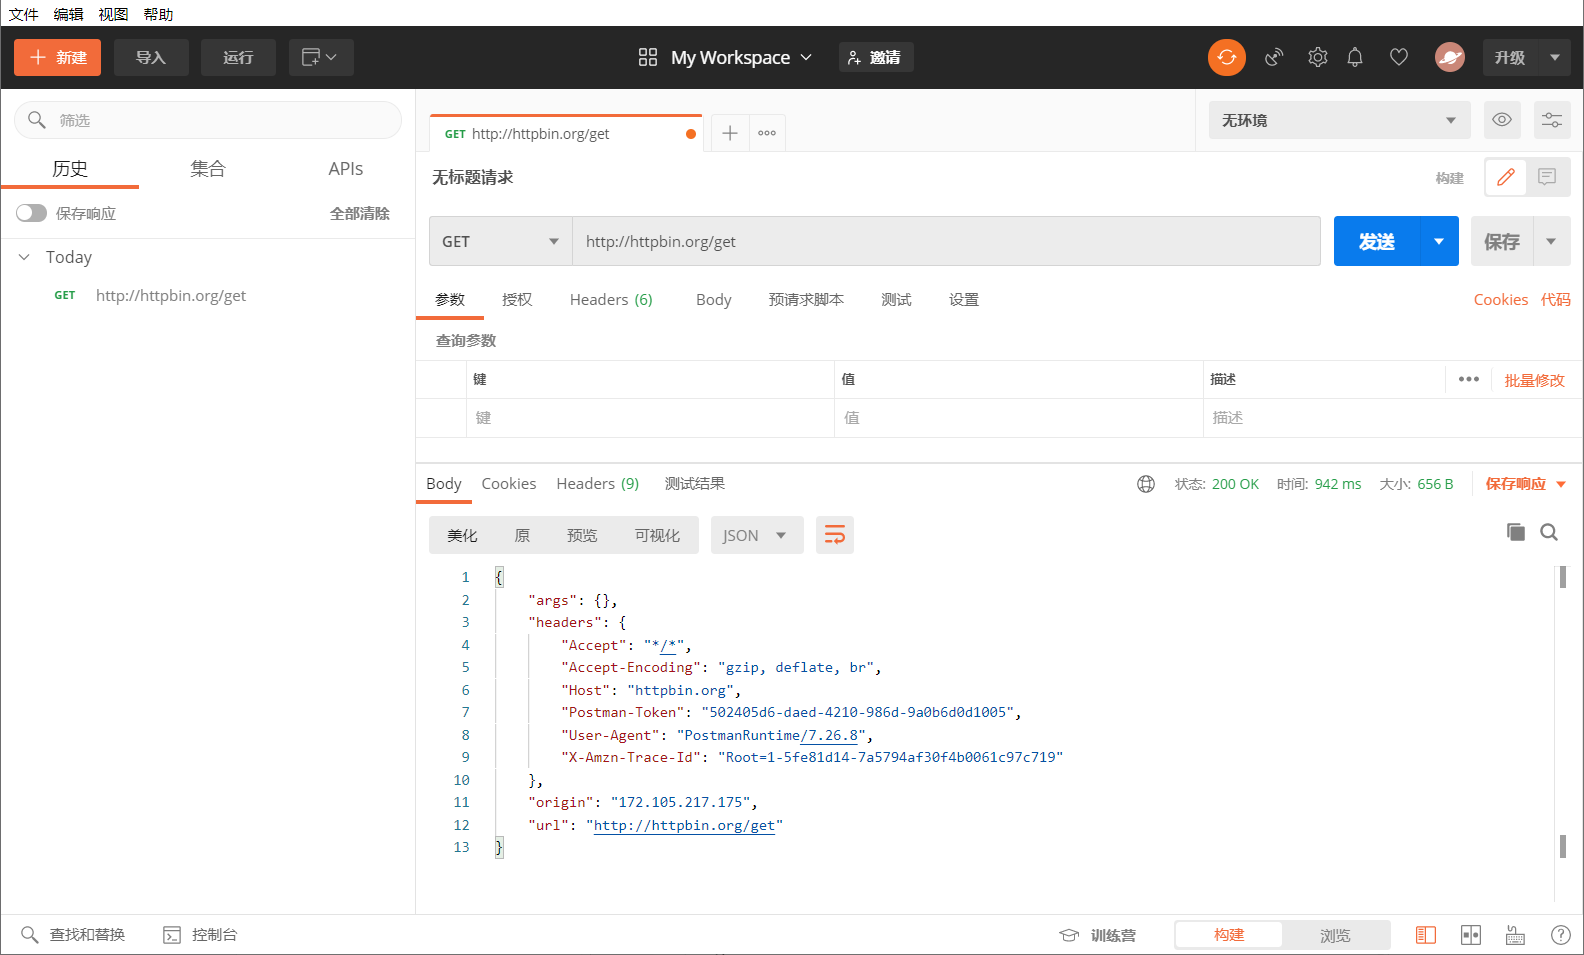 文件 编辑 视图 帮助
新建 导入 运行 My Workspace 邀请 升级
筛选
GET http://httpbin.org/get
无环境
历史 集合 APIs
无标题请求 构建
保存响应 全部清除
GET http://httpbin.org/get 发送 保存
Today
GET http://httpbin.org/get
参数 授权 Headers (6) Body 预请求脚本 测试 设置 Cookies 代码
查询参数
键 值 描述 批量修改
键 值 描述
Body Cookies Headers (9) 测试结果 状态: 200 OK 时间: 942 ms 大小: 656 B 保存响应
美化 原 预览 可视化 JSON
1 {
2 "args": {},
3 "headers": {
4 "Accept": "*/*",
5 "Accept-Encoding": "gzip, deflate, br",
6 "Host": "httpbin.org",
7 "Postman-Token": "502405d6-daed-4210-986d-9a0b6d0d1005",
8 "User-Agent": "PostmanRuntime/7.26.8",
9 "X-Amzn-Trace-Id": "Root=1-5fe81d14-7a5794af30f4b0061c97c719"
10 },
11 "origin": "172.105.217.175",
12 "url": "http://httpbin.org/get"
13 }
查找和替换 控制台 训练营 构建 浏览